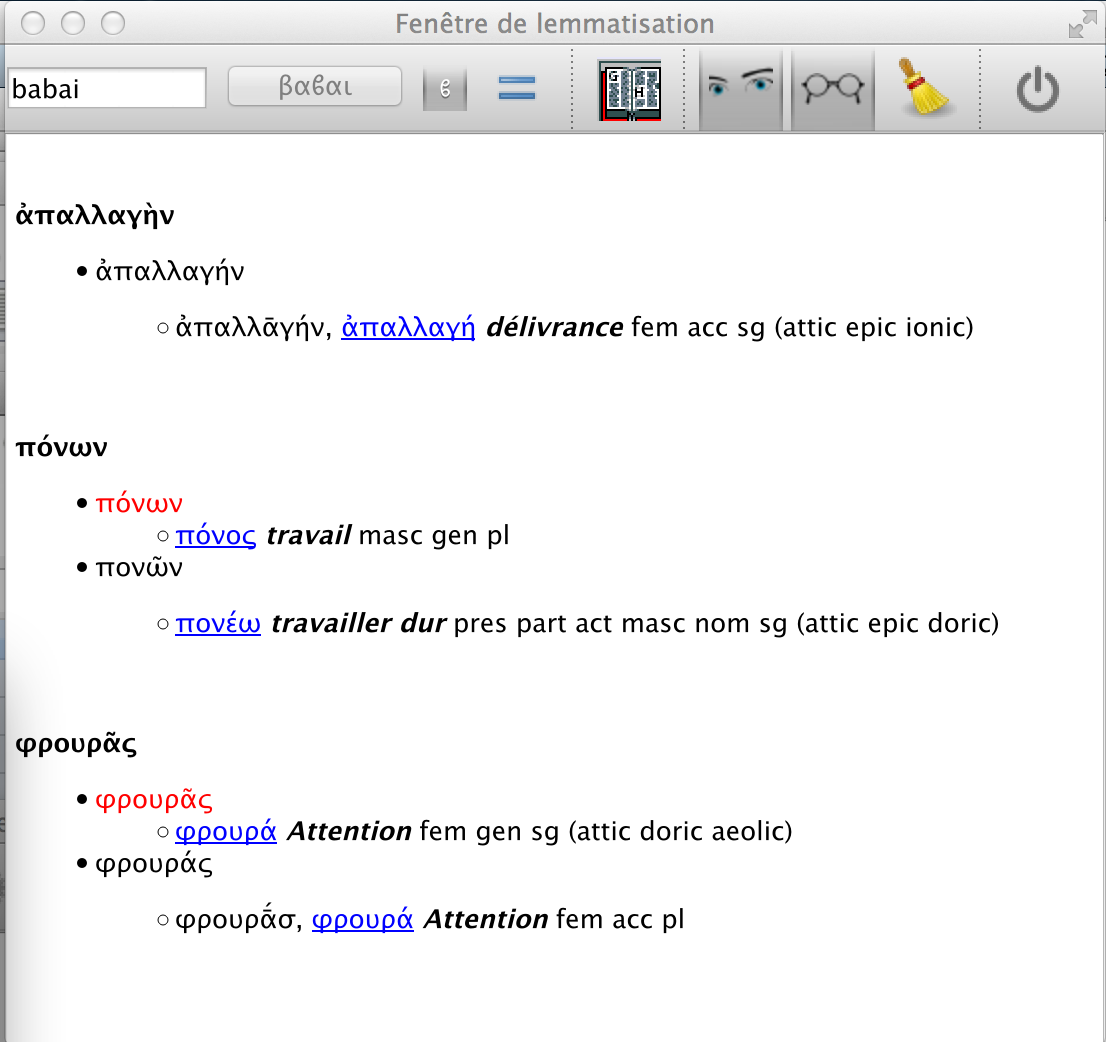 Fenêtre de lemmatisation
babai
βαϐαι
ϐ
G
H
ἀπαλλαγὴν
• ἀπαλλαγήν
○ ἀπαλλᾱγήν, ἀπαλλαγή délivrance fem acc sg (attic epic ionic)
πόνων
• πόνων
○ πόνος travail masc gen pl
• πονῶν
○ πονέω travailler dur pres part act masc nom sg (attic epic doric)
φρουρᾶς
• φρουρᾶς
○ φρουρά Attention fem gen sg (attic doric aeolic)
• φρουράς
○ φρουρᾱ́σ, φρουρά Attention fem acc pl